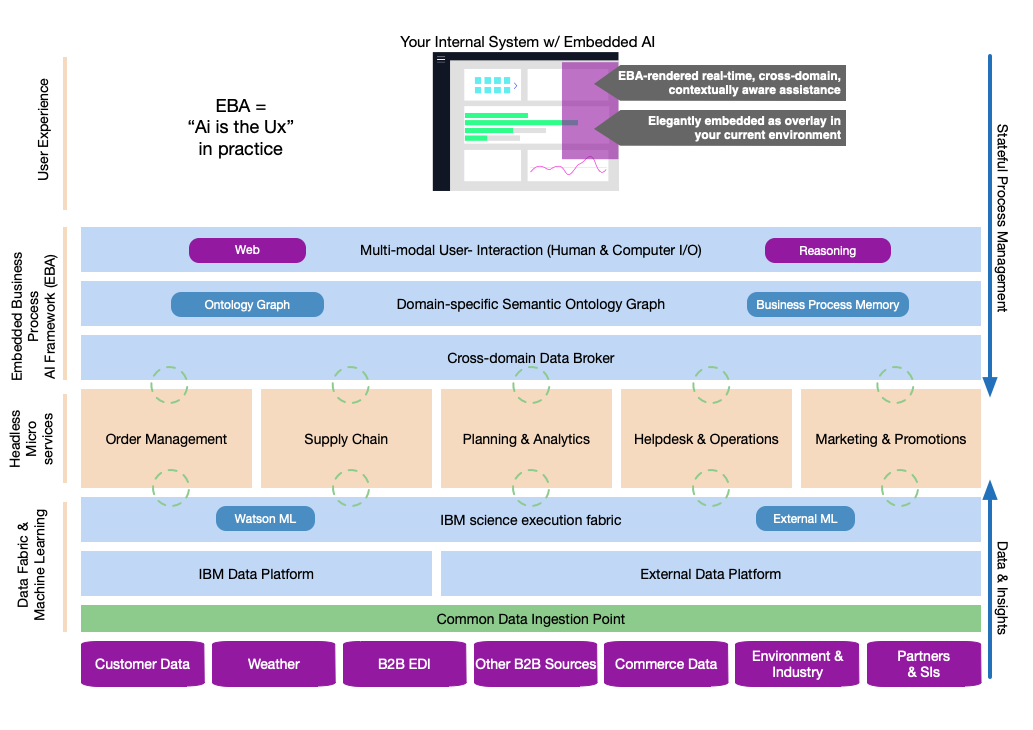 Your Internal System w/ Embedded AI
EBA =
“Ai is the Ux”
in practice
EBA-rendered real-time, cross-domain,
contextually aware assistance
Elegantly embedded as overlay in
your current environment
User Experience
Stateful Process Management
Embedded Business
Process
AI Framework (EBA)
Web
Multi-modal User- Interaction (Human & Computer I/O)
Reasoning
Ontology Graph
Domain-specific Semantic Ontology Graph
Business Process Memory
Cross-domain Data Broker
Headless
Micro
services
Order Management
Supply Chain
Planning & Analytics
Helpdesk & Operations
Marketing & Promotions
Data Fabric &
Machine Learning
Watson ML
IBM science execution fabric
External ML
IBM Data Platform
External Data Platform
Data & Insights
Common Data Ingestion Point
Customer Data
Weather
B2B EDI
Other B2B Sources
Commerce Data
Environment &
Industry
Partners
& SIs